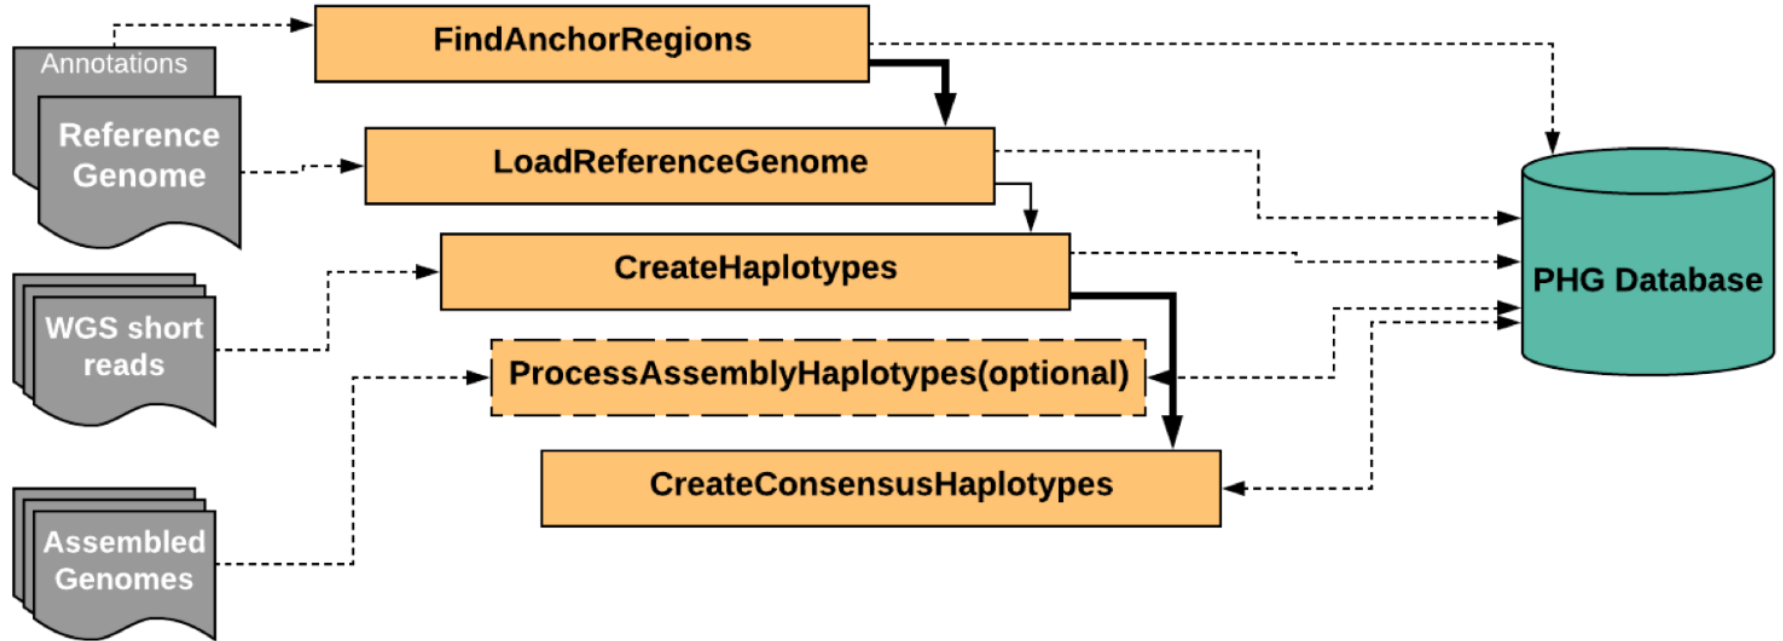 Annotations
Reference
Genome
FindAnchorRegions
LoadReferenceGenome
CreateHaplotypes
WGS short
reads
ProcessAssemblyHaplotypes(optional)
CreateConsensusHaplotypes
Assembled
Genomes
PHG Database